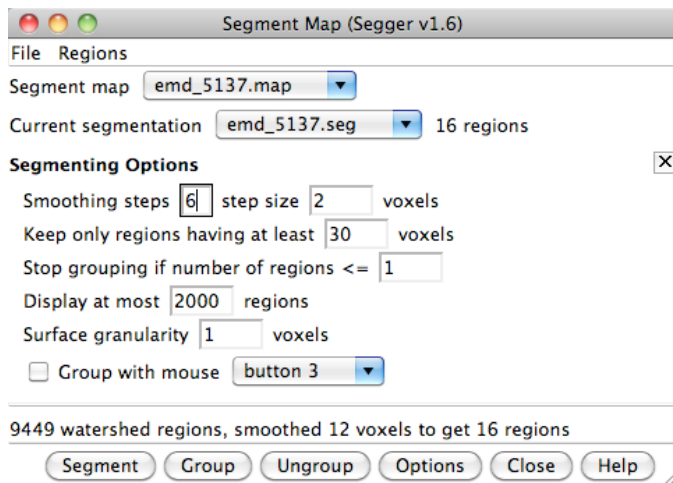 Segment Map (Segger v1.6)
File Regions
Segment map emd_5137.map
Current segmentation emd_5137.seg 16 regions
Segmenting Options
Smoothing steps 6 step size 2 voxels
Keep only regions having at least 30 voxels
Stop grouping if number of regions <= 1
Display at most 2000 regions
Surface granularity 1 voxels
Group with mouse button 3
9449 watershed regions, smoothed 12 voxels to get 16 regions
Segment Group Ungroup Options Close Help